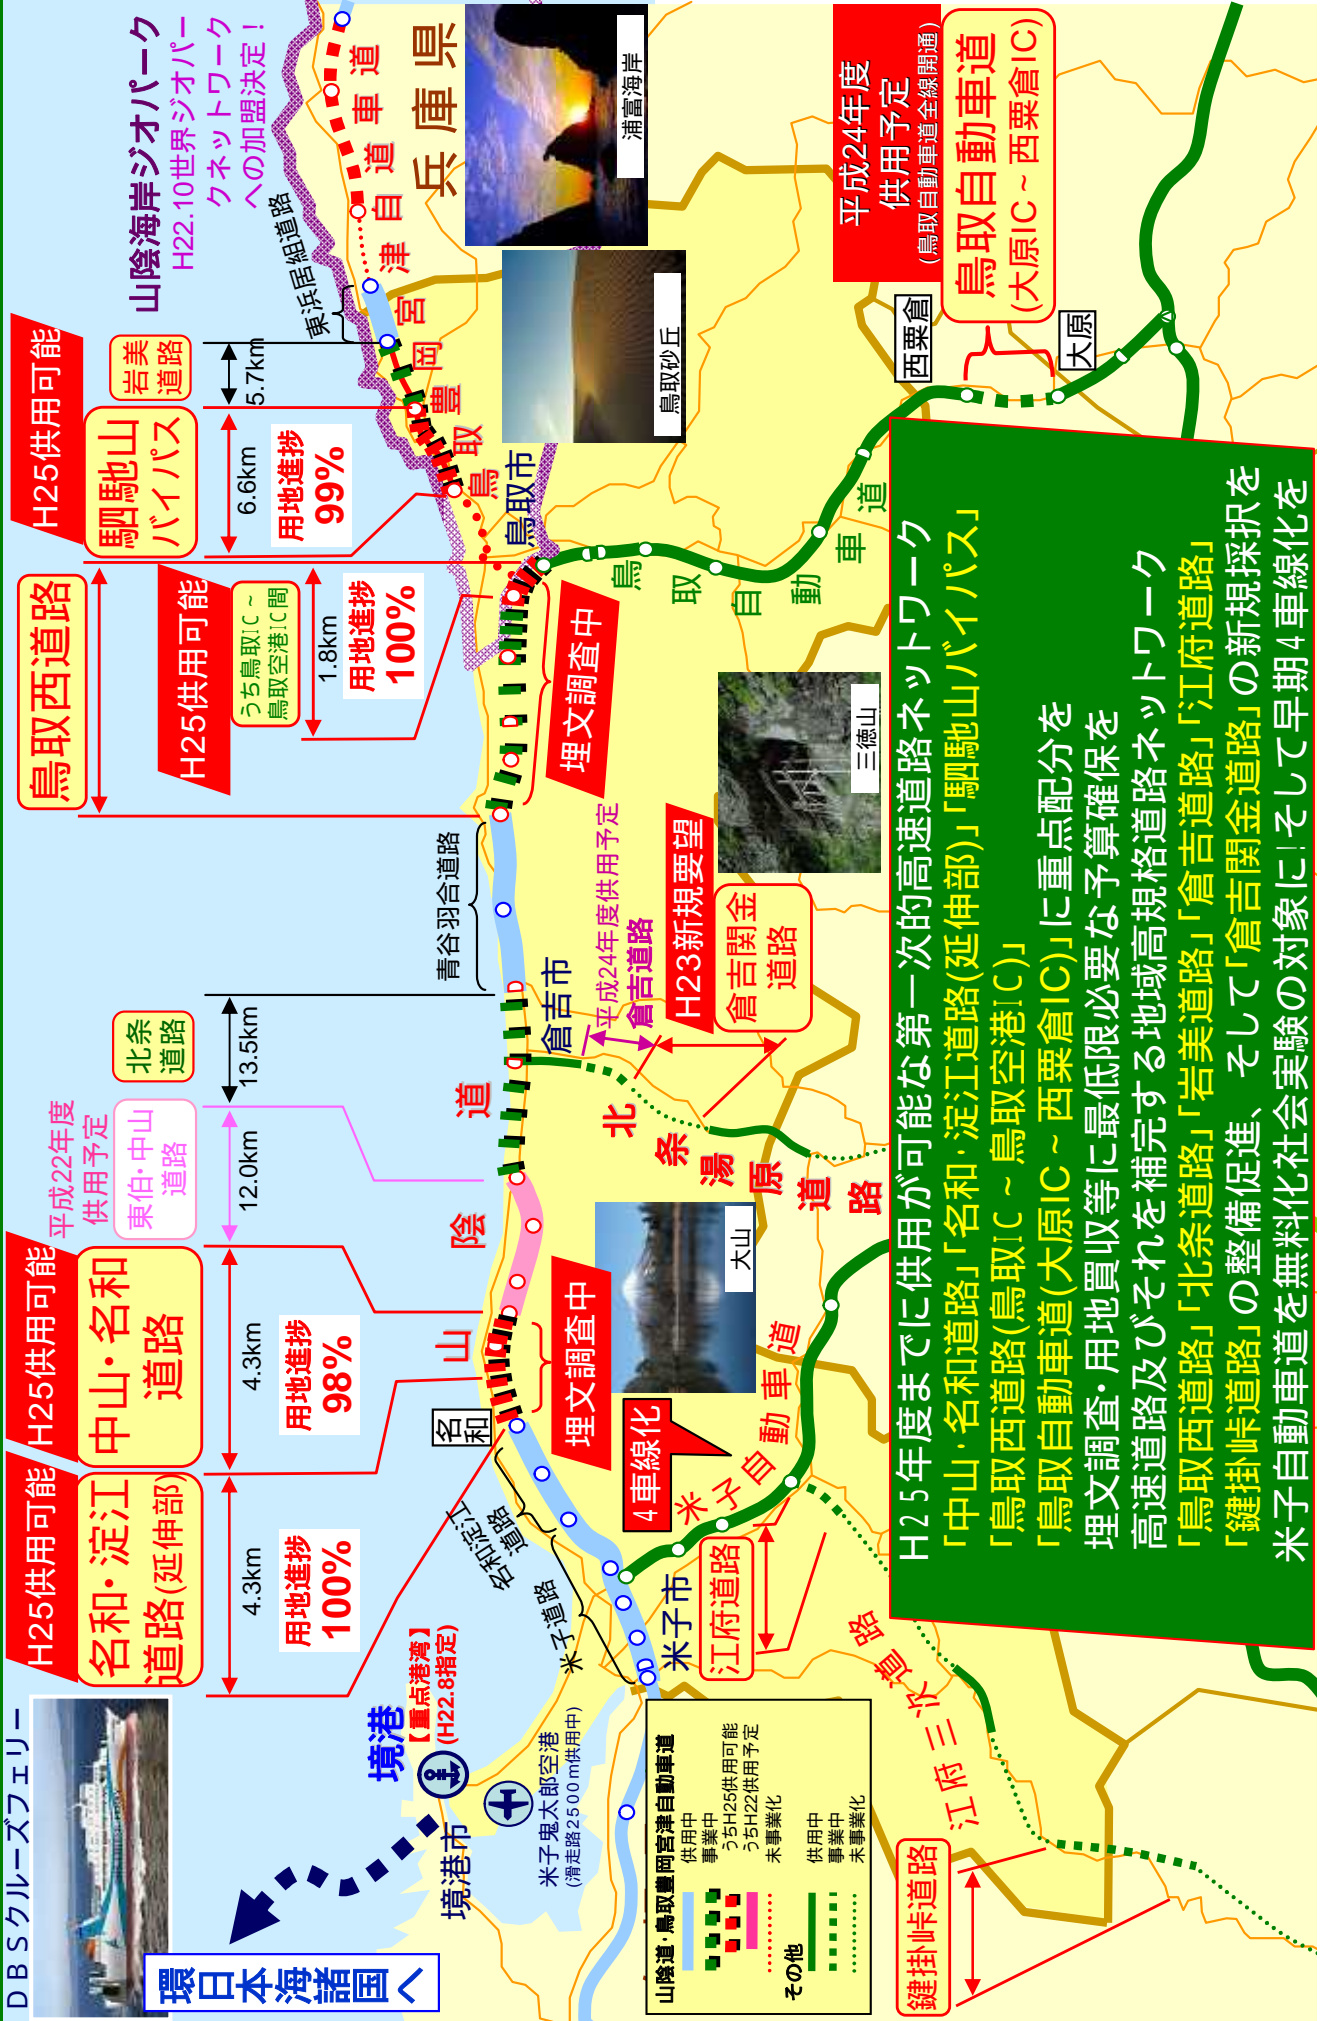 DBSクルーズフェリー
環日本海諸国へ
境港
【重点港湾】
(H22.8指定)
境港市
米子鬼太郎空港
(滑走路2500m供用中)
H25供用可能
名和・淀江
道路(延伸部)
4.3km
用地進捗
100%
H25供用可能
中山・名和
道路
4.3km
用地進捗
98%
平成22年度
供用予定
東伯・中山
道路
12.0km
北条
道路
13.5km
鳥取西道路
H25供用可能
うち鳥取IC~
鳥取空港IC間
1.8km
用地進捗
100%
H25供用可能
駟馳山
バイパス
6.6km
用地進捗
99%
岩美
道路
5.7km
山陰海岸ジオパーク
H22.10世界ジオパー
クネットワーク
への加盟決定！
東浜居組道路
兵庫県
浦富海岸
鳥取砂丘
鳥取豊岡宮津自動車道
鳥取市
山陰道
名和
名和淀江
道路
米子道路
米子市
埋文調査中
大山
4車線化
米子自動車道
江府道路
青谷羽合道路
倉吉市
平成24年度供用予定
倉吉道路
H23新規要望
倉吉関金
道路
北条湯原道路
埋文調査中
三徳山
鳥取自動車道
平成24年度
供用予定
(鳥取自動車道全線開通)
鳥取自動車道
(大原IC~西粟倉IC)
西粟倉
大原
江府三次道路
鍵掛峠道路
山陰道・鳥取豊岡宮津自動車道
供用中
事業中
うちH25供用可能
うちH22供用予定
未事業化
その他
供用中
事業中
未事業化
H25年度までに供用が可能な第一次的高速道路ネットワーク
「中山・名和道路」「名和・淀江道路(延伸部)」「駟馳山バイパス」
「鳥取西道路(鳥取IC~鳥取空港IC)」
「鳥取自動車道(大原IC~西粟倉IC)」に重点配分を
埋文調査・用地買収等に最低限必要な予算確保を
高速道路及びそれを補完する地域高規格道路ネットワーク
「鳥取西道路」「北条道路」「岩美道路」「倉吉道路」「江府道路」
「鍵掛峠道路」の整備促進、そして「倉吉関金道路」の新規採択を
米子自動車道を無料化社会実験の対象に!そして早期4車線化を